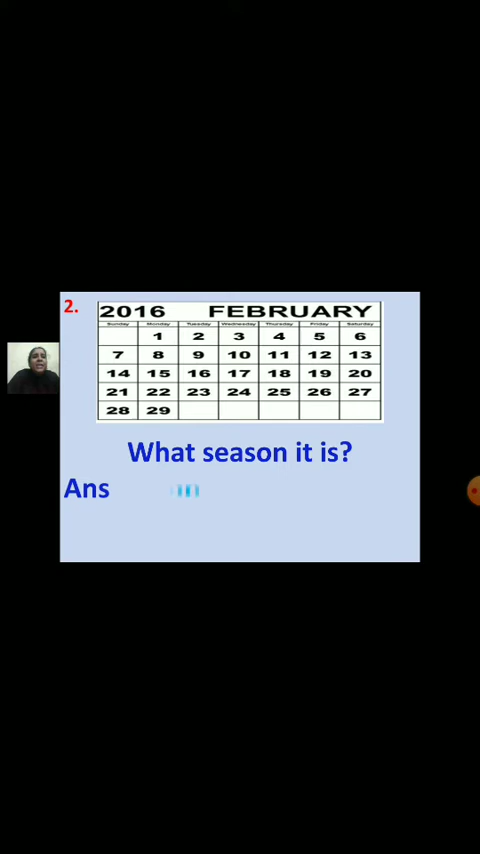 2.
2016 FEBRUARY
Sunday Monday Tuesday Wednesday Thursday Friday Saturday
1 2 3 4 5 6
7 8 9 10 11 12 13
14 15 16 17 18 19 20
21 22 23 24 25 26 27
28 29
What season it is?
Ans